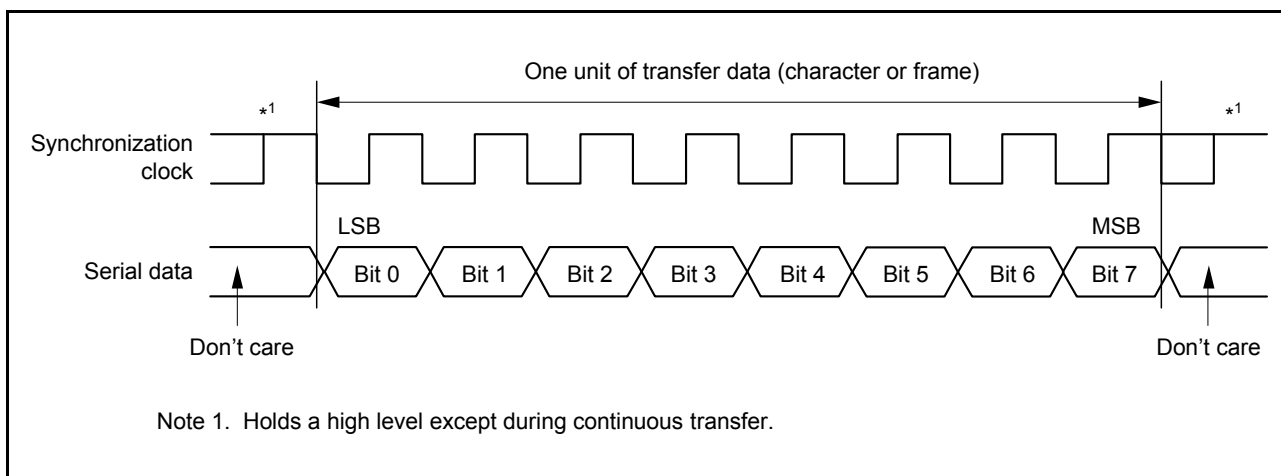 One unit of transfer data (character or frame)
*1
*1
Synchronization
clock
LSB
MSB
Serial data
Bit 0
Bit 1
Bit 2
Bit 3
Bit 4
Bit 5
Bit 6
Bit 7
Don’t care
Don’t care
Note 1. Holds a high level except during continuous transfer.